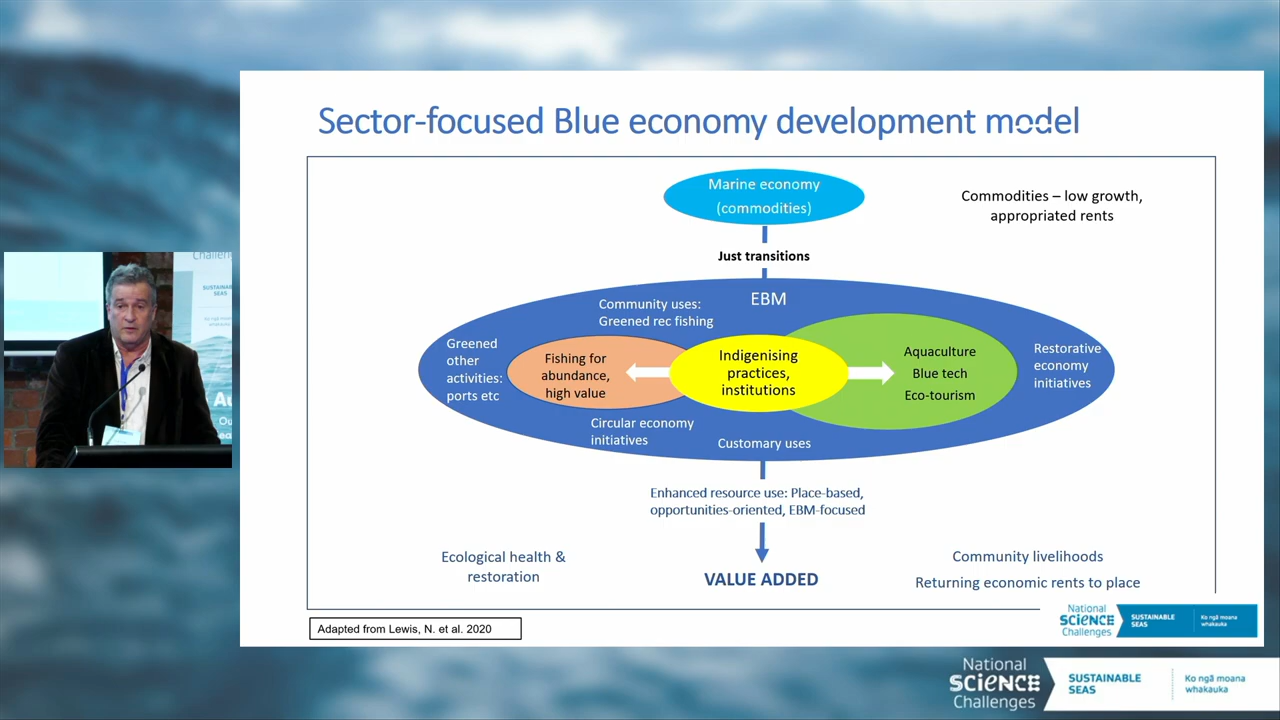 Sector-focused Blue economy development model
Marine economy
(commodities)
Commodities – low growth,
appropriated rents
Just transitions
EBM
Community uses:
Greened rec fishing
Greened
other
activities:
ports etc
Fishing for
abundance,
high value
Indigenising
practices,
institutions
Aquaculture
Blue tech
Eco-tourism
Restorative
economy
initiatives
Circular economy
initiatives
Customary uses
Enhanced resource use: Place-based,
opportunities-oriented, EBM-focused
Ecological health &
restoration
VALUE ADDED
Community livelihoods
Returning economic rents to place
Adapted from Lewis, N. et al. 2020
National
SCIENCE
Challenges
SUSTAINABLE
SEAS
Ko ngā moana
whakauka
Challen
SUSTAINABLE
SEAS
National
SCIENCE
Challenges
SUSTAINABLE
SEAS
Ko ngā moana
whakauka